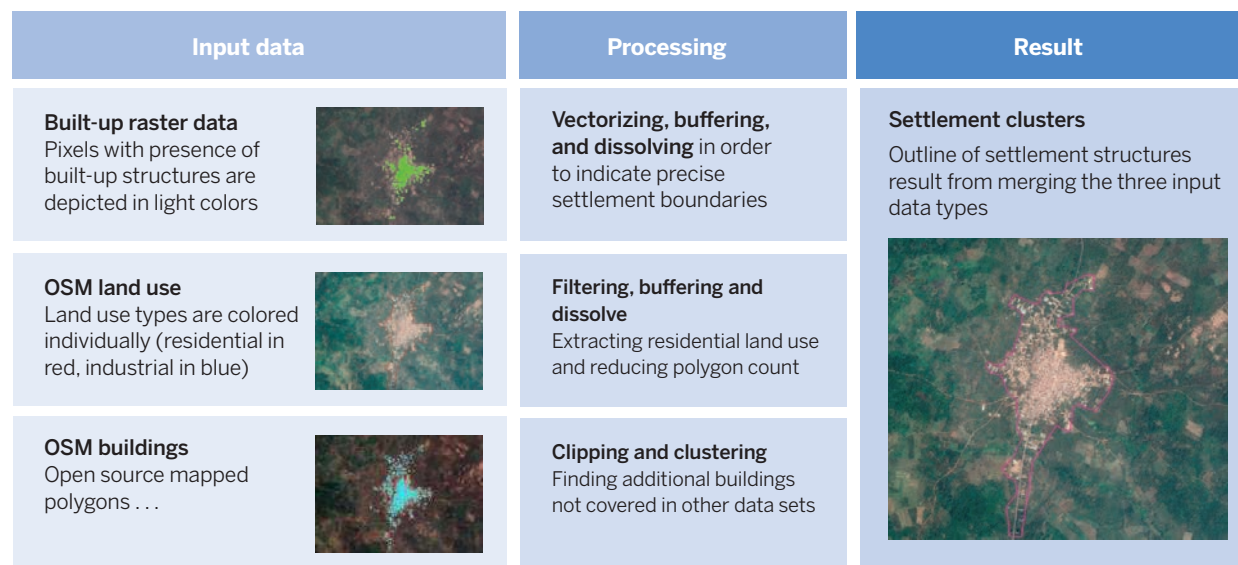 Input data
Processing
Result
Built-up raster data
Pixels with presence of
built-up structures are
depicted in light colors
Vectorizing, buffering,
and dissolving in order
to indicate precise
settlement boundaries
Settlement clusters
Outline of settlement structures
result from merging the three input
data types
OSM land use
Land use types are colored
individually (residential in
red, industrial in blue)
Filtering, buffering and
dissolve
Extracting residential land use
and reducing polygon count
OSM buildings
Open source mapped
polygons . . .
Clipping and clustering
Finding additional buildings
not covered in other data sets